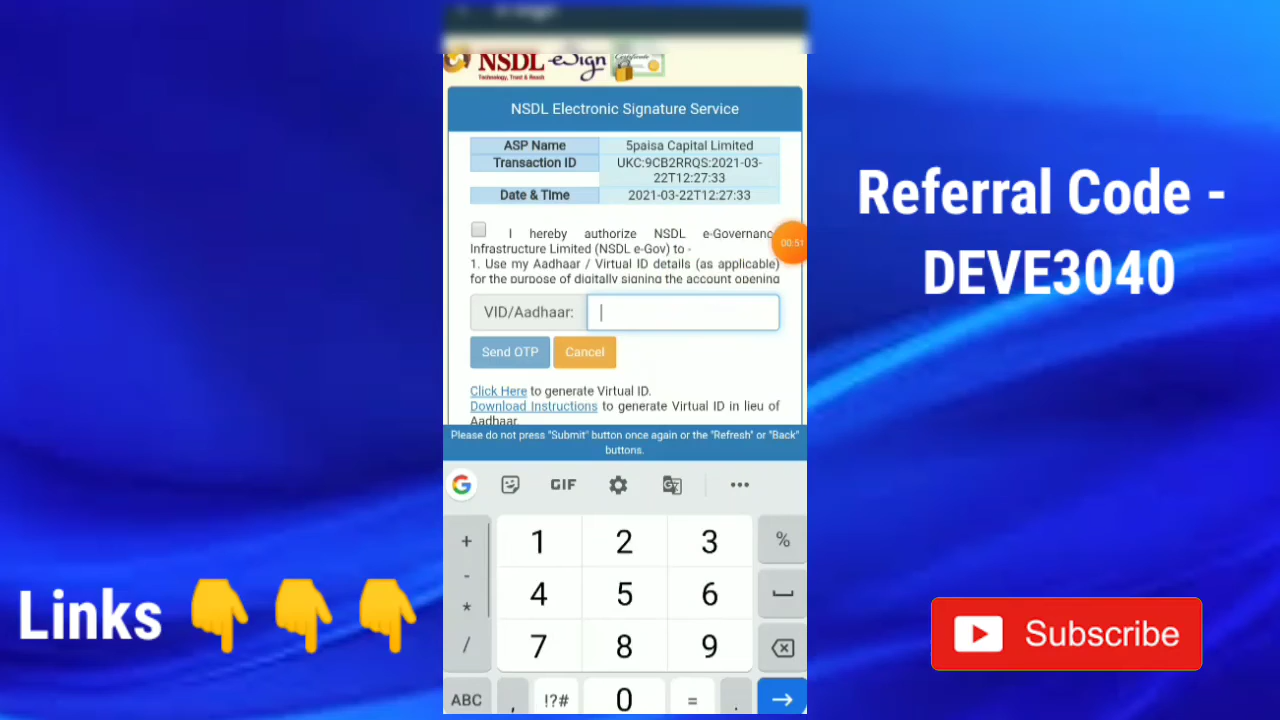 NSDL e-Sign
Technology, Trust & Reach
NSDL Electronic Signature Service
ASP Name 5paisa Capital Limited
Transaction ID UKC:9CB2RRQS:2021-03-
22T12:27:33
Date & Time 2021-03-22T12:27:33
I hereby authorize NSDL e-Governanc
Infrastructure Limited (NSDL e-Gov) to -
1. Use my Aadhaar / Virtual ID details (as applicable)
for the purpose of digitally signing the account opening
00:51
VID/Aadhaar:
Send OTP Cancel
Click Here to generate Virtual ID.
Download Instructions to generate Virtual ID in lieu of
Aadhaar
Please do not press "Submit" button once again or the "Refresh" or "Back"
buttons.
G GIF
+ 1 2 3 %
- 4 5 6
*
/ 7 8 9
ABC , !?# 0 = .
Referral Code -
DEVE3040
Links 👇👇👇
Subscribe